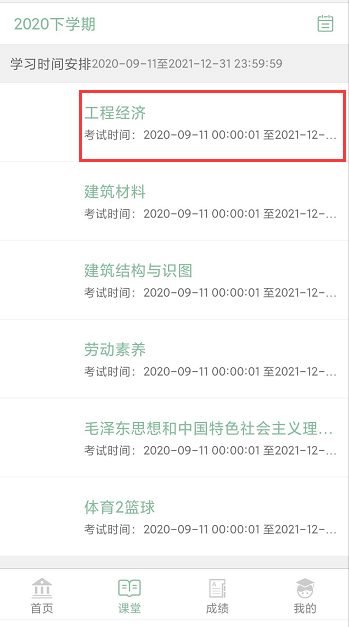 2020下学期
学习时间安排2020-09-11至2021-12-31 23:59:59
工程经济
考试时间： 2020-09-11 00:00:01 至2021-12-...
建筑材料
考试时间： 2020-09-11 00:00:01 至2021-12-...
建筑结构与识图
考试时间： 2020-09-11 00:00:01 至2021-12-...
劳动素养
考试时间： 2020-09-11 00:00:01 至2021-12-...
毛泽东思想和中国特色社会主义理...
考试时间： 2020-09-11 00:00:01 至2021-12-...
体育2篮球
考试时间： 2020-09-11 00:00:01 至2021-12-...
首页 课堂 成绩 我的